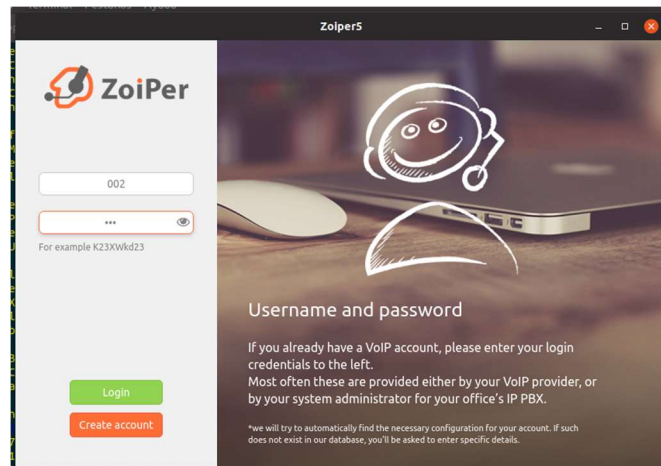 Zoiper5
ZoiPer
002
•••
For example K23XWkd23
Login
Create account
Username and password
If you already have a VoIP account, please enter your login
credentials to the left.
Most often these are provided either by your VoIP provider, or
by your system administrator for your office's IP PBX.
*we will try to automatically find the necessary configuration for your account. If such
does not exist in our database, you'll be asked to enter specific details.